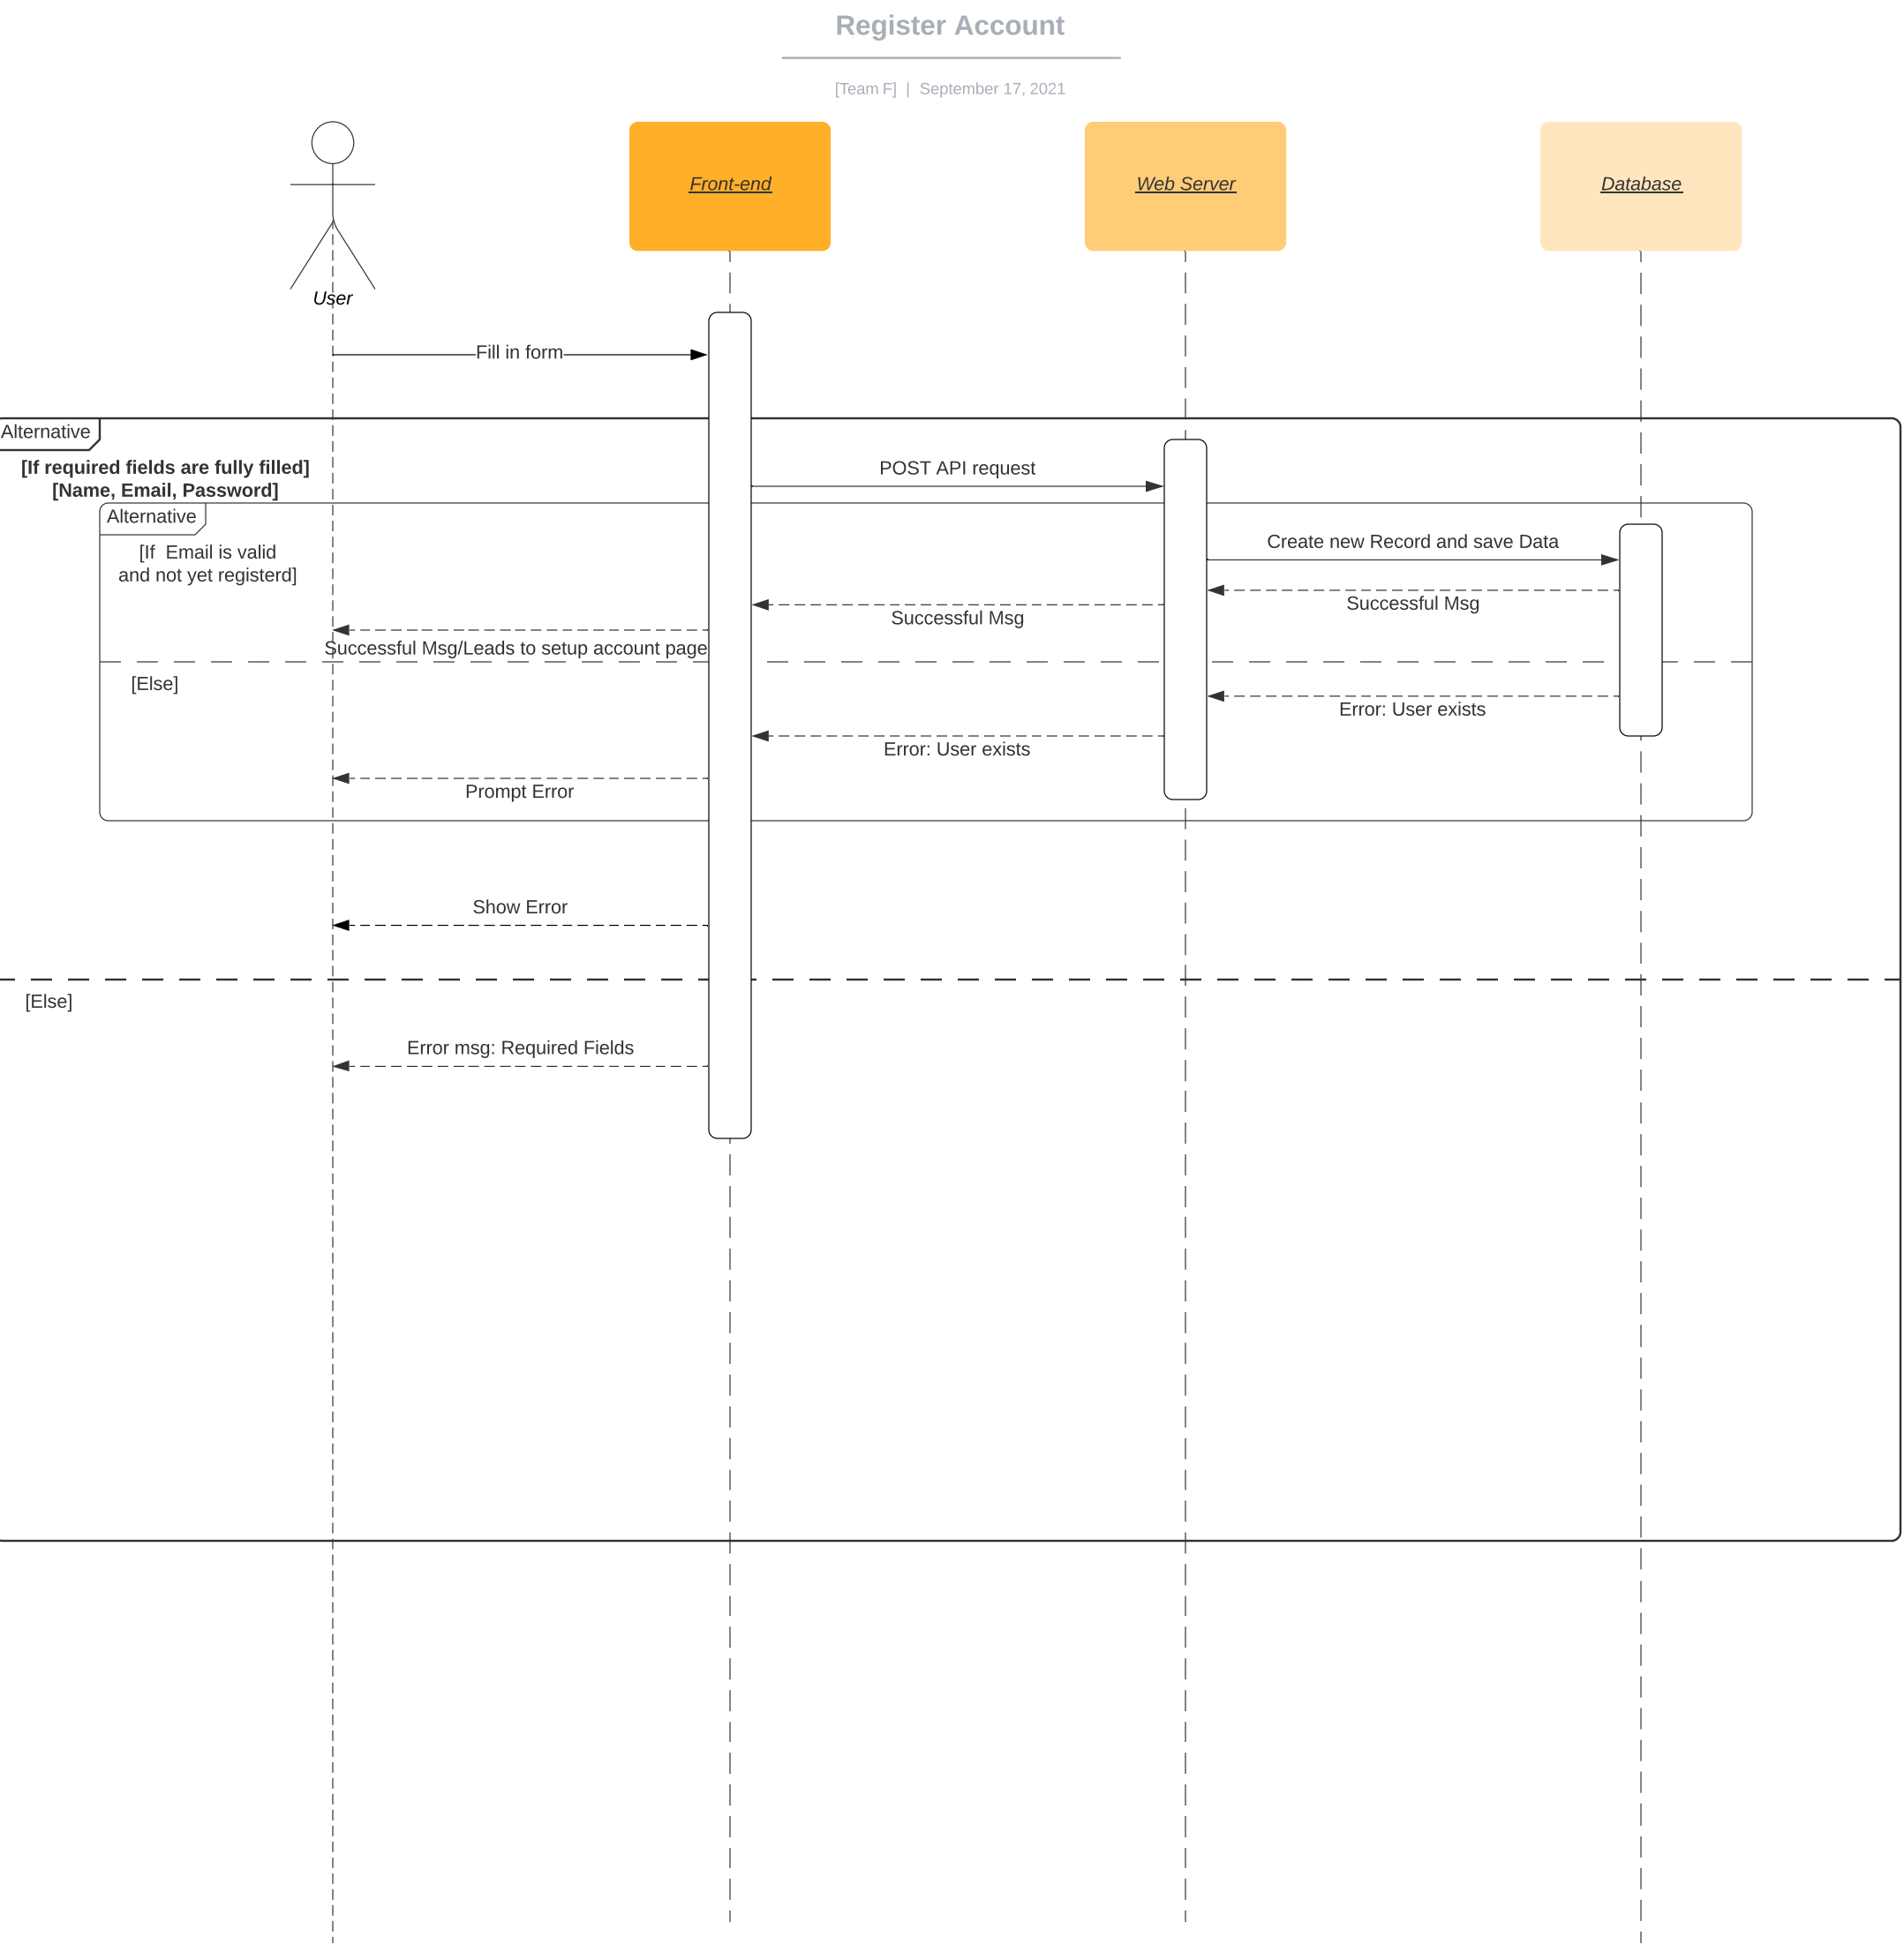 Register Account
[Team F] | September 17, 2021
Front-end
Web Server
Database
User
Fill in form
Alternative
[If required fields are fully filled]
[Name, Email, Password]
POST API request
Alternative
[If  Email is valid
and not yet registerd]
Create new Record and save Data
Successful Msg
Successful Msg
Successful Msg/Leads to setup account page
[Else]
Error: User exists
Error: User exists
Prompt Error
Show Error
[Else]
Error msg: Required Fields